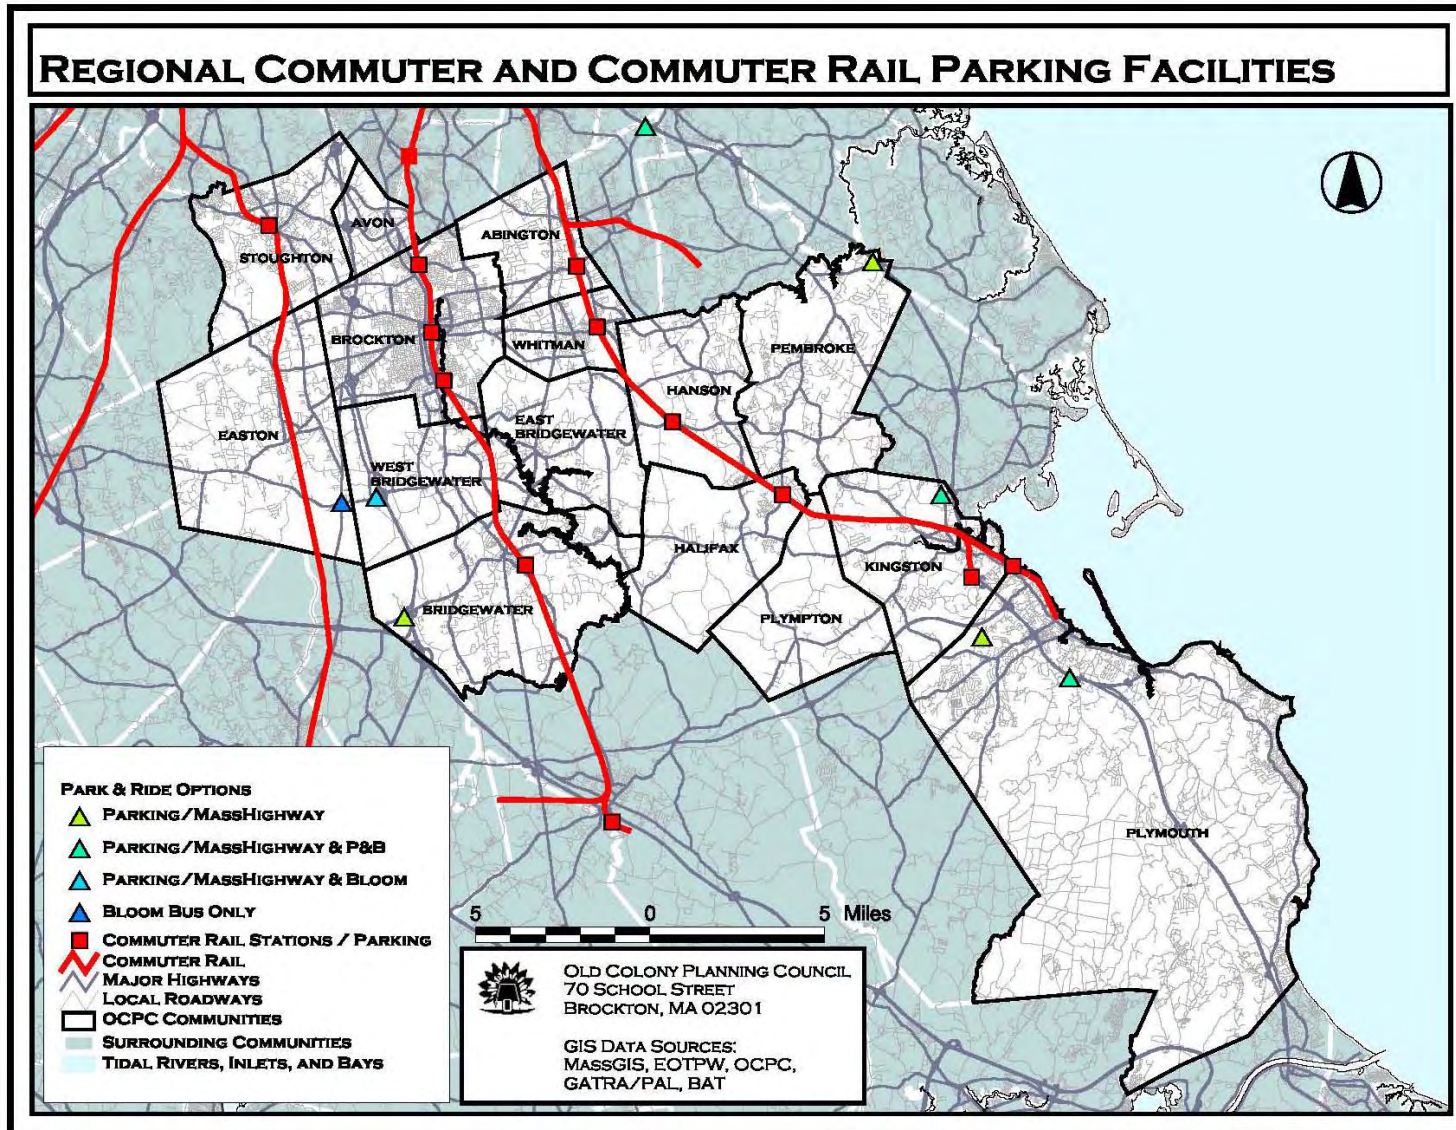 REGIONAL COMMUTER AND COMMUTER RAIL PARKING FACILITIES
AVON
ABINGTON
STOUGHTON
BROCKTON
WHITMAN
PEMBROKE
HANSON
EASTON
EAST
BRIDGEWATER
WEST
BRIDGEWATER
HALIFAX
KINGSTON
BRIDGEWATER
PLYMPTON
PLYMOUTH
PARK & RIDE OPTIONS
PARKING/MASSHIGHWAY
PARKING/MASSHIGHWAY & P&B
PARKING/MASSHIGHWAY & BLOOM
BLOOM BUS ONLY
COMMUTER RAIL STATIONS / PARKING
COMMUTER RAIL
MAJOR HIGHWAYS
LOCAL ROADWAYS
OCPC COMMUNITIES
SURROUNDING COMMUNITIES
TIDAL RIVERS, INLETS, AND BAYS
5 0 5 Miles
OLD COLONY PLANNING COUNCIL
70 SCHOOL STREET
BROCKTON, MA 02301
GIS DATA SOURCES:
MASSGIS, EOTPW, OCPC,
GATRA/PAL, BAT